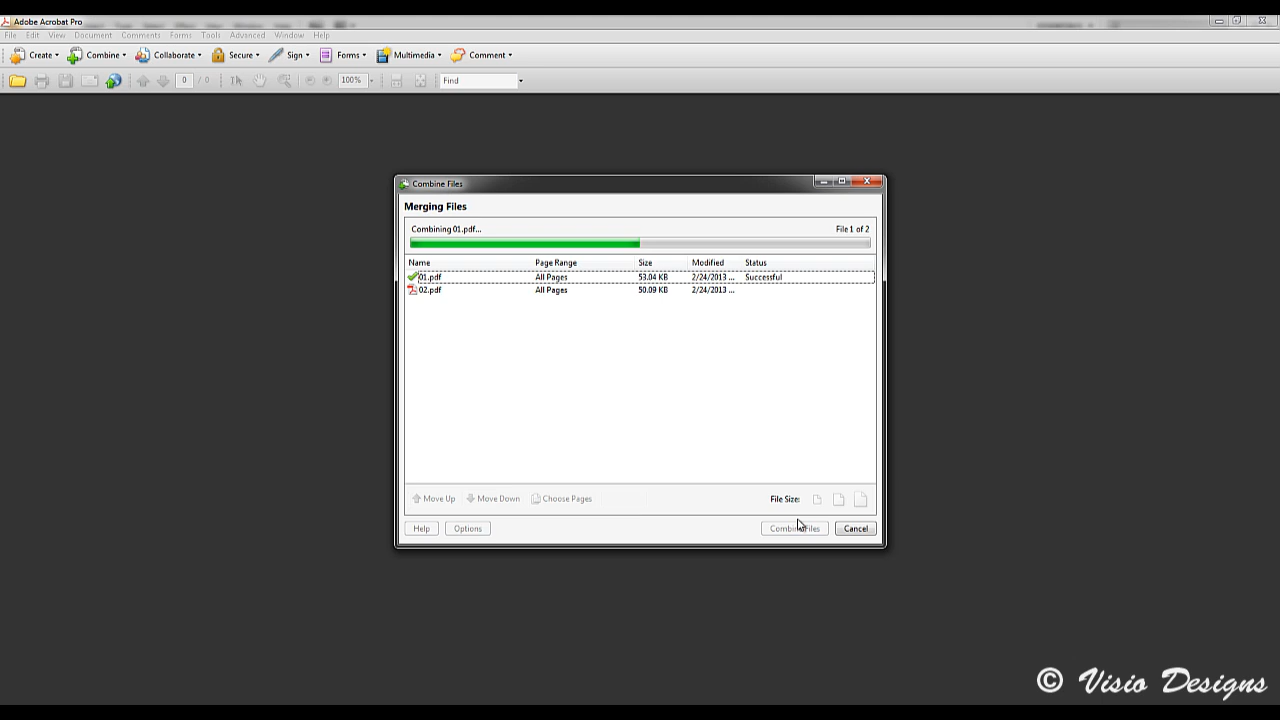 Adobe Acrobat Pro
File Edit View Document Comments Forms Tools Advanced Window Help
Create Combine Collaborate Secure Sign Forms Multimedia Comment
0 / 0 100% Find
Combine Files
Merging Files
Combining 01.pdf... File 1 of 2
Name Page Range Size Modified Status
01.pdf All Pages 53.04 KB 2/24/2013 ... Successful
02.pdf All Pages 50.09 KB 2/24/2013 ...
Move Up Move Down Choose Pages File Size:
Help Options Combine Files Cancel
© Visio Designs